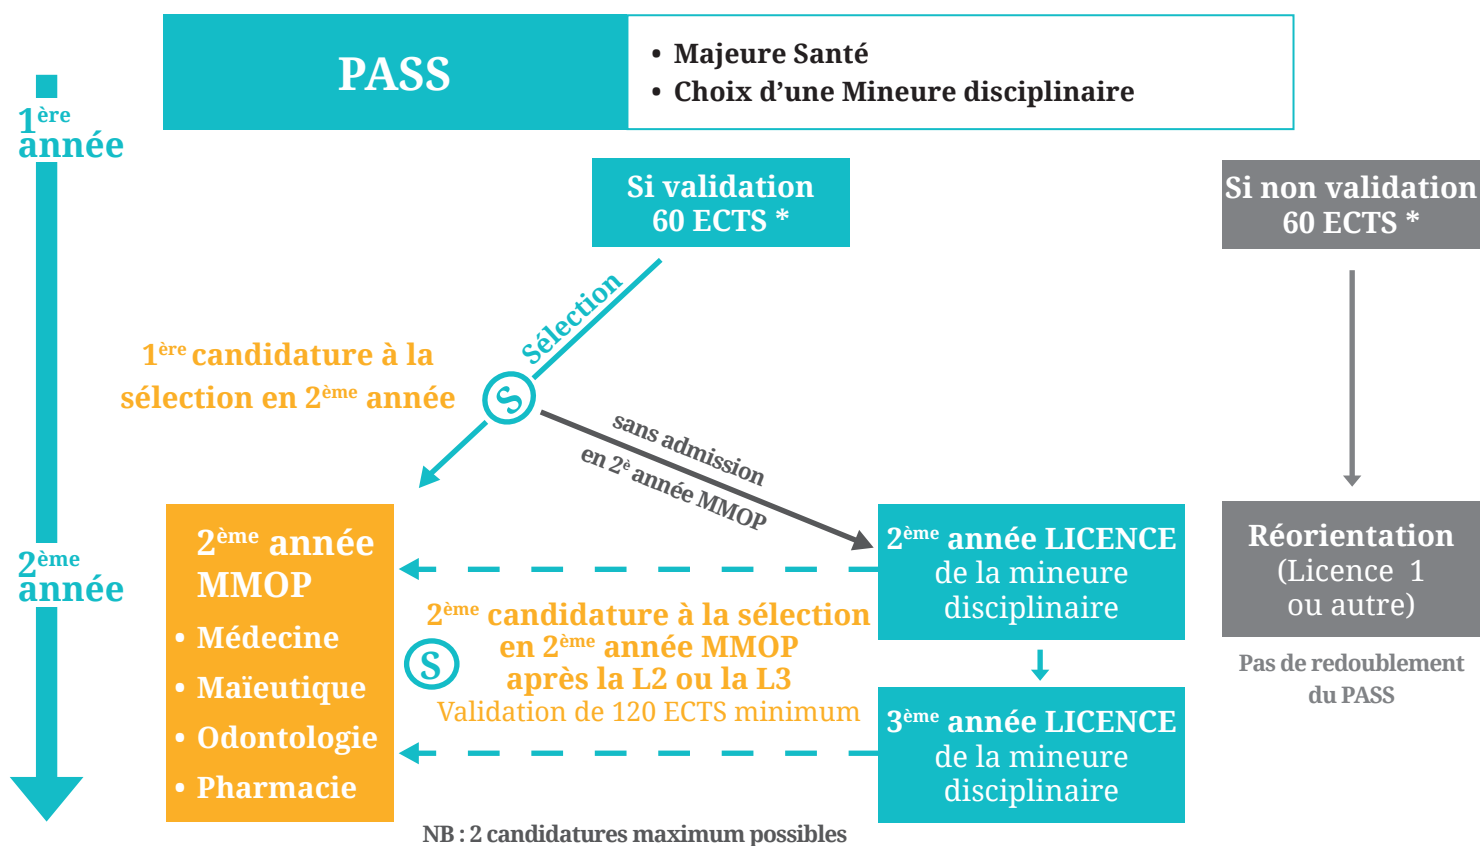 PASS
• Majeure Santé
• Choix d’une Mineure disciplinaire
1ère
année
Si validation
60 ECTS *
Si non validation
60 ECTS *
Sélection
1ère candidature à la
sélection en 2ème année
S
sans admission
en 2è année MMOP
2ème
année
2ème année
MMOP
• Médecine
• Maïeutique
• Odontologie
• Pharmacie
2ème candidature à la sélection
en 2ème année MMOP
après la L2 ou la L3
Validation de 120 ECTS minimum
S
2ème année LICENCE
de la mineure
disciplinaire
3ème année LICENCE
de la mineure
disciplinaire
Réorientation
(Licence 1
ou autre)
Pas de redoublement
du PASS
NB : 2 candidatures maximum possibles